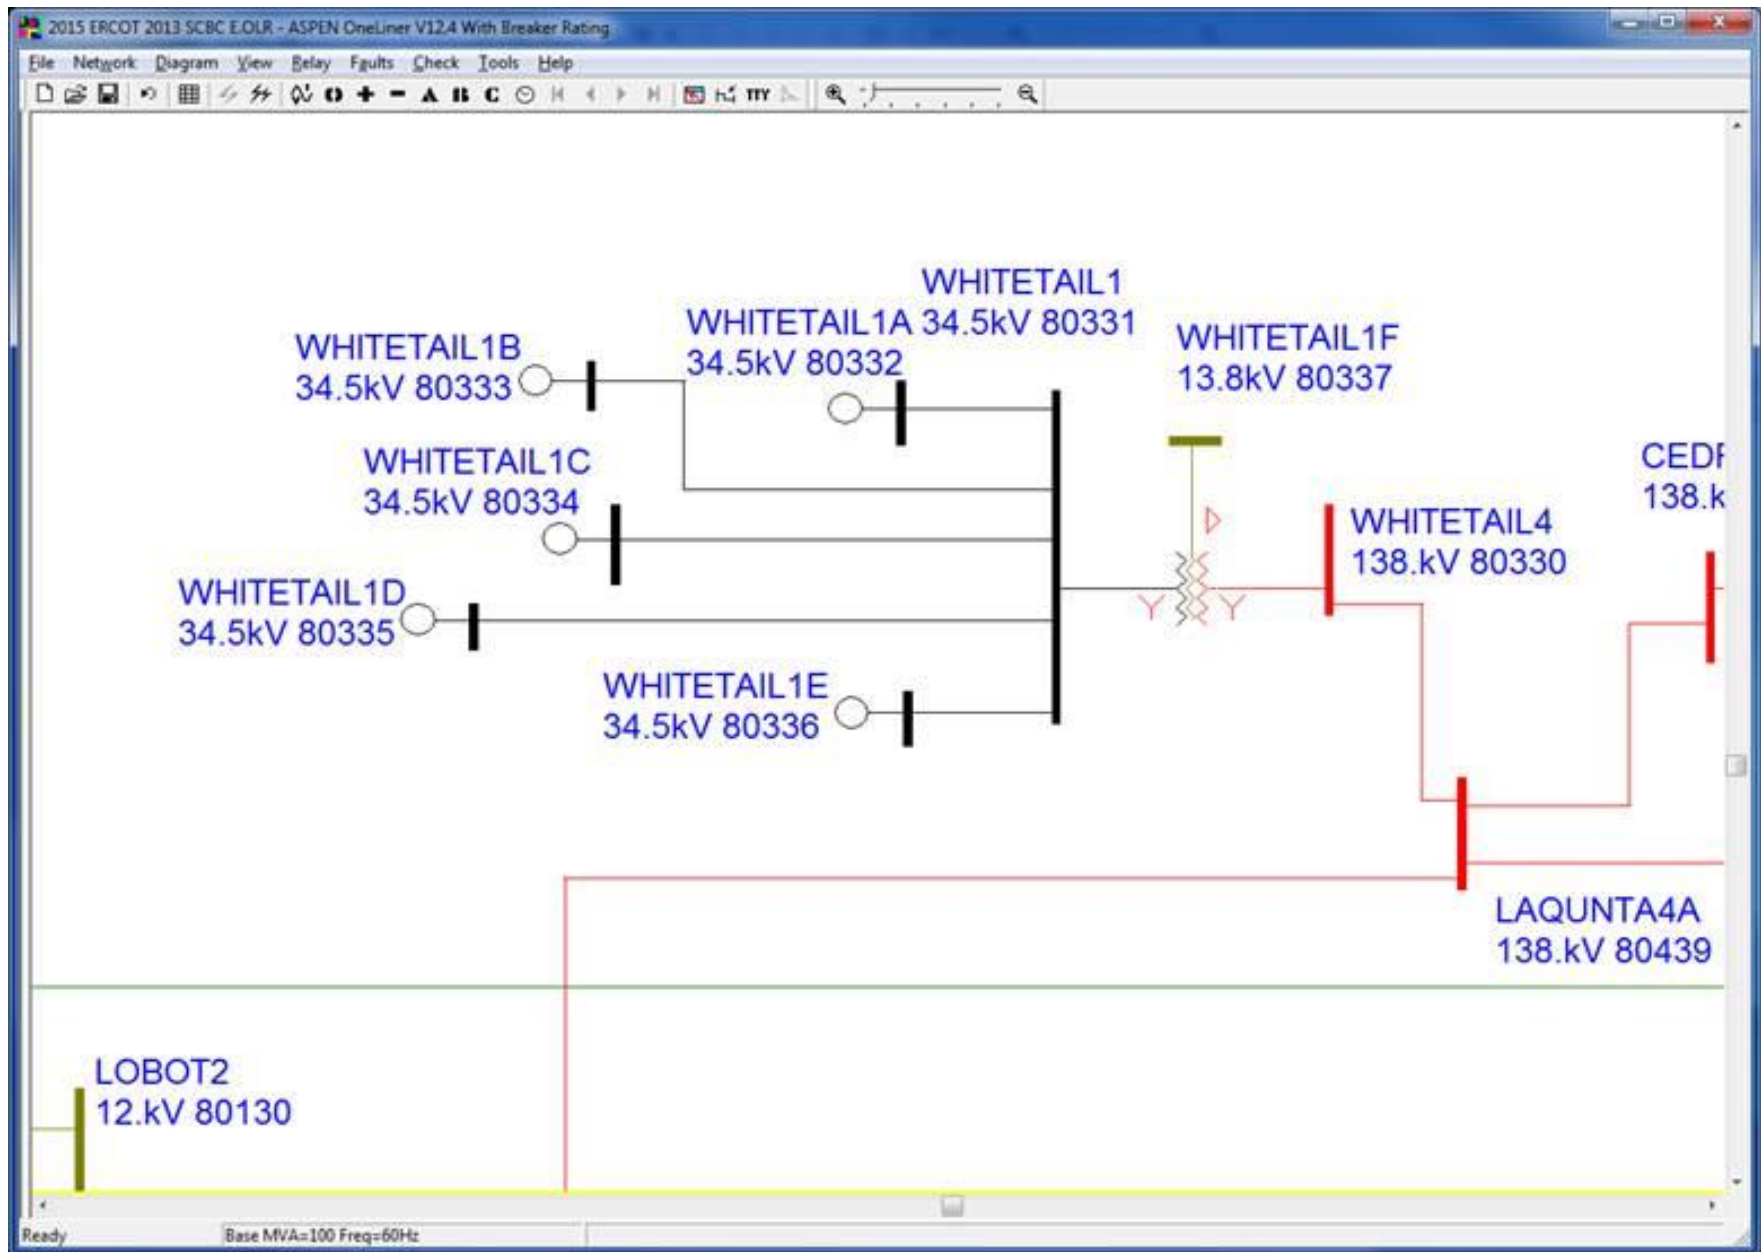 2015 ERCOT 2013 SCBC E.OLR - ASPEN OneLiner V12.4 With Breaker Rating
File Network Diagram View Relay Faults Check Tools Help
A B C TTY
WHITETAIL1
34.5kV 80331
WHITETAIL1A
34.5kV 80332
WHITETAIL1B
34.5kV 80333
WHITETAIL1F
13.8kV 80337
WHITETAIL1C
34.5kV 80334
CEDR
138.k
WHITETAIL4
138.kV 80330
WHITETAIL1D
34.5kV 80335
Y Y
WHITETAIL1E
34.5kV 80336
LAQUNTA4A
138.kV 80439
LOBOT2
12.kV 80130
Ready
Base MVA=100 Freq=60Hz